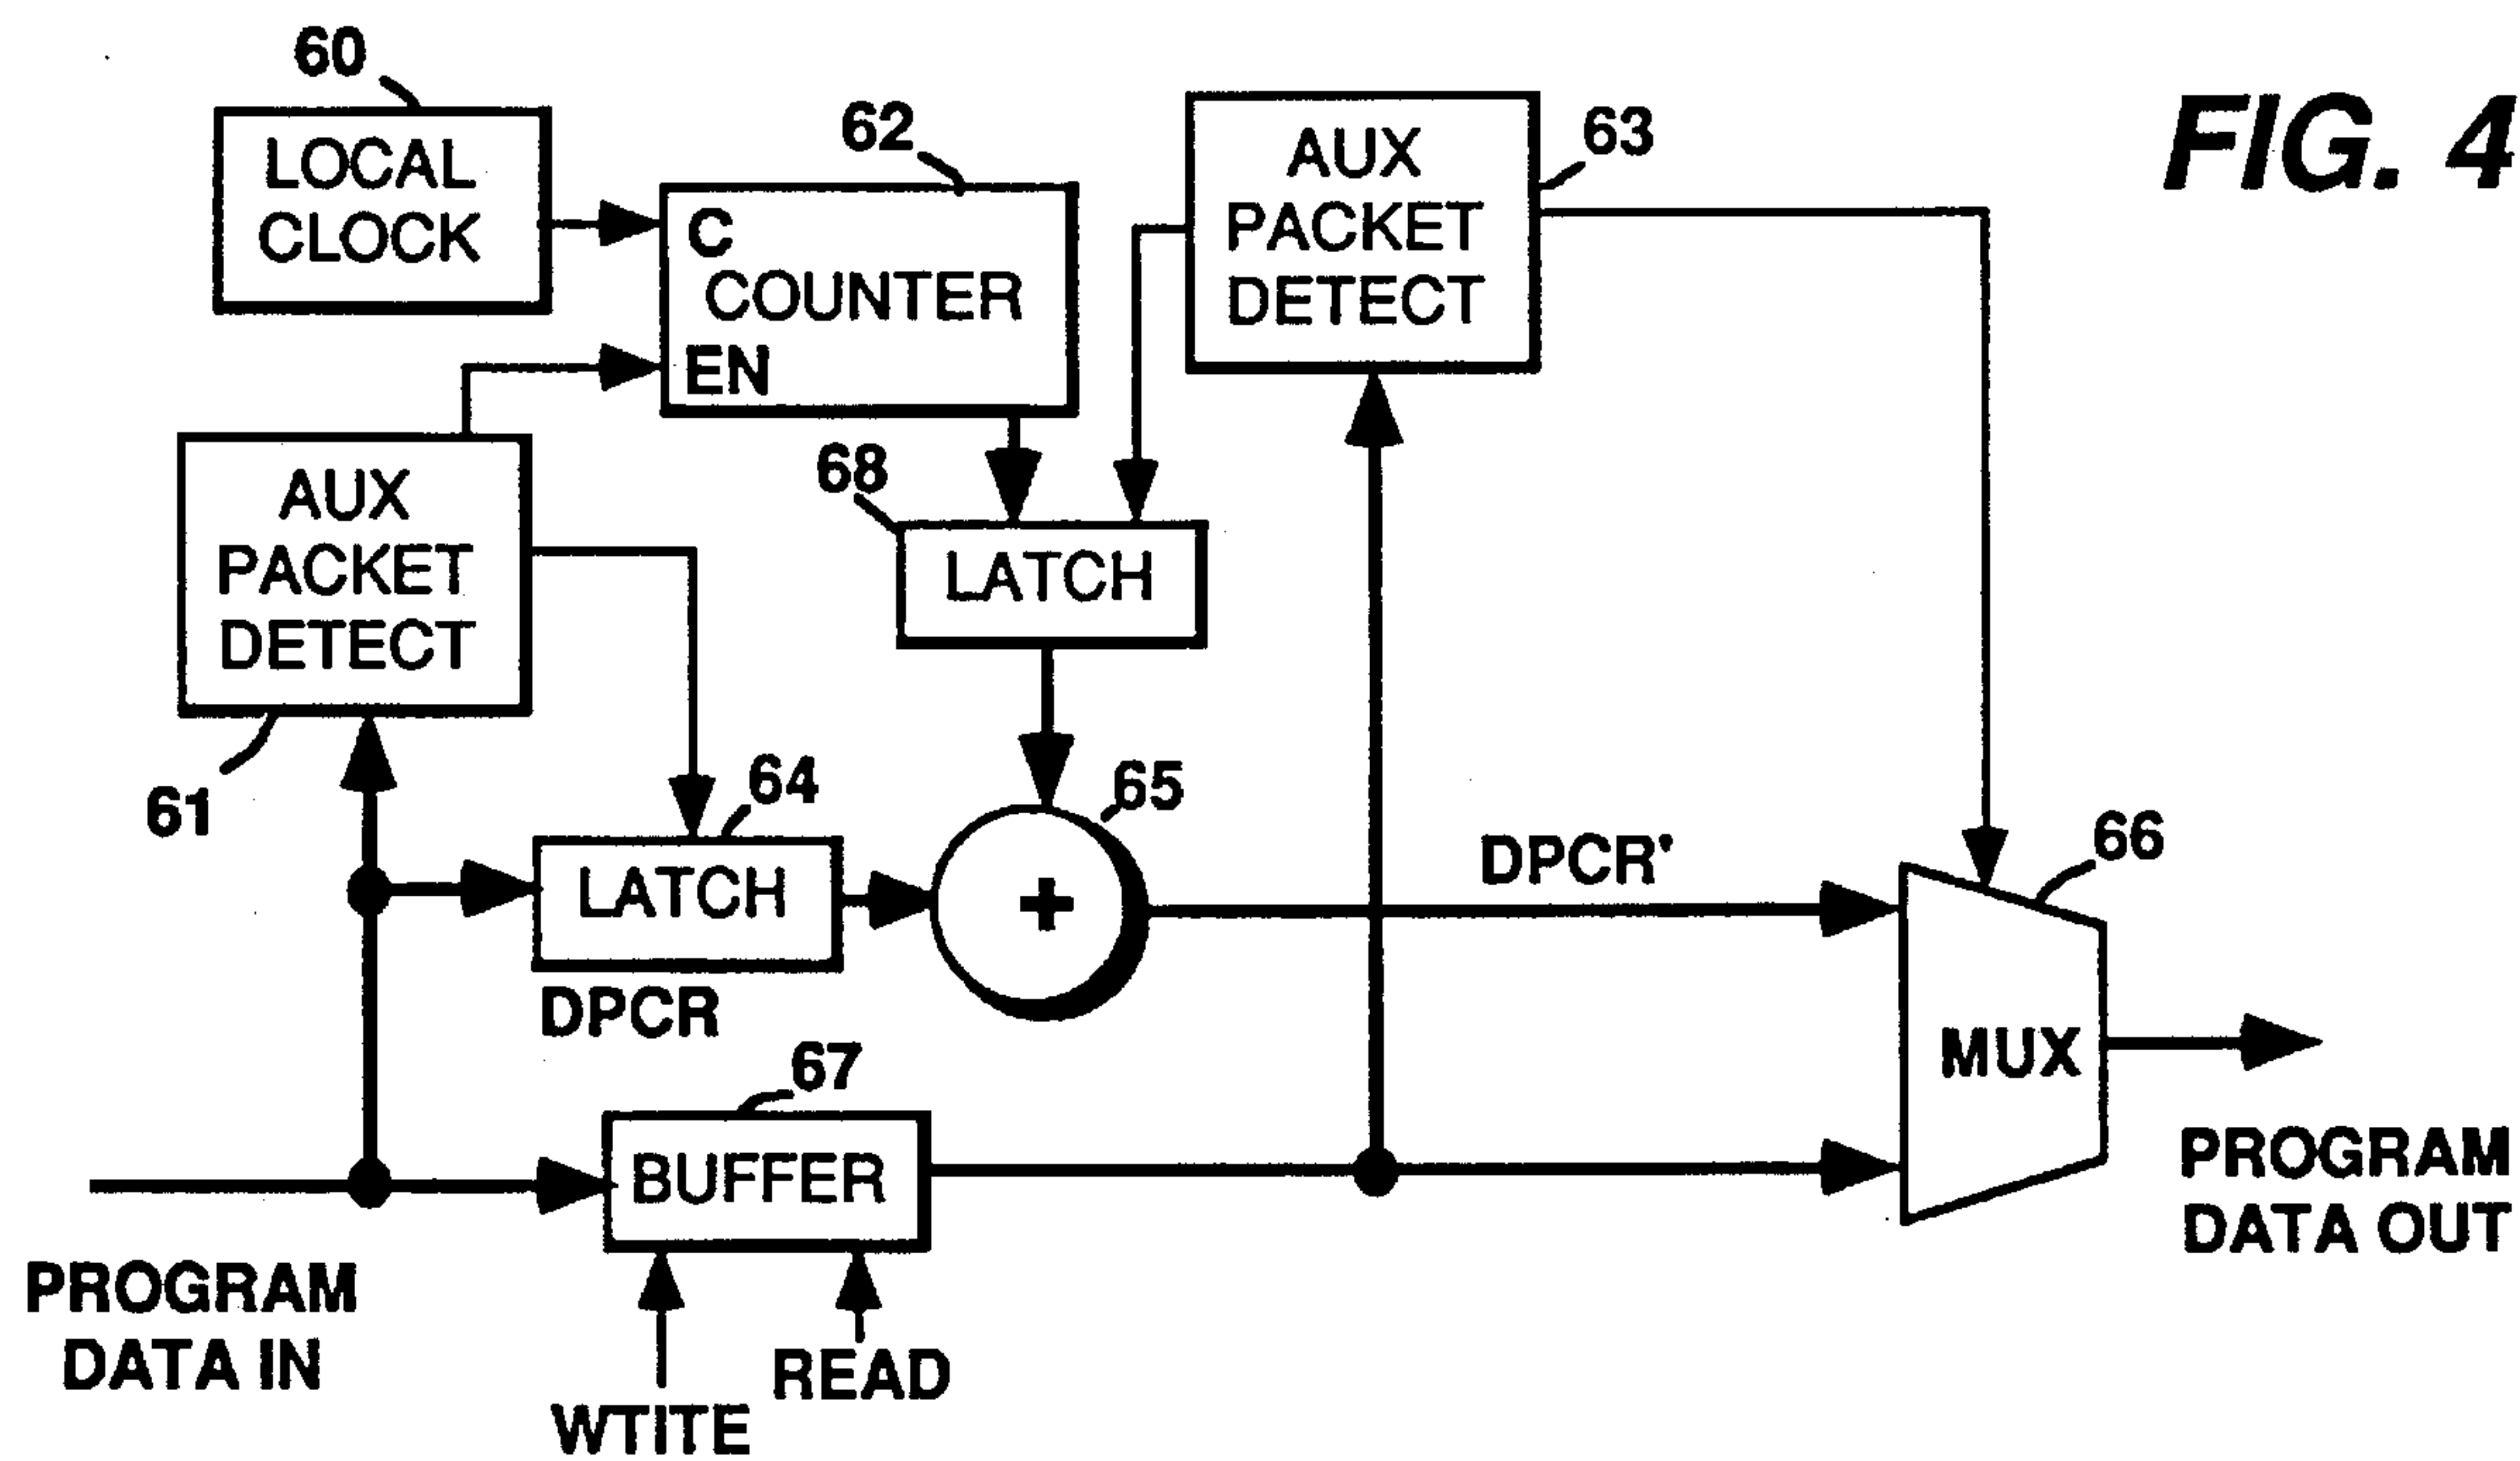 60
LOCAL
CLOCK
62
C
COUNTER
EN
AUX
PACKET
DETECT
63
FIG. 4
AUX
PACKET
DETECT
61
68
LATCH
64
LATCH
DPCR
65
+
DPCR'
66
MUX
67
BUFFER
PROGRAM
DATA IN
WTITE
READ
PROGRAM
DATA OUT